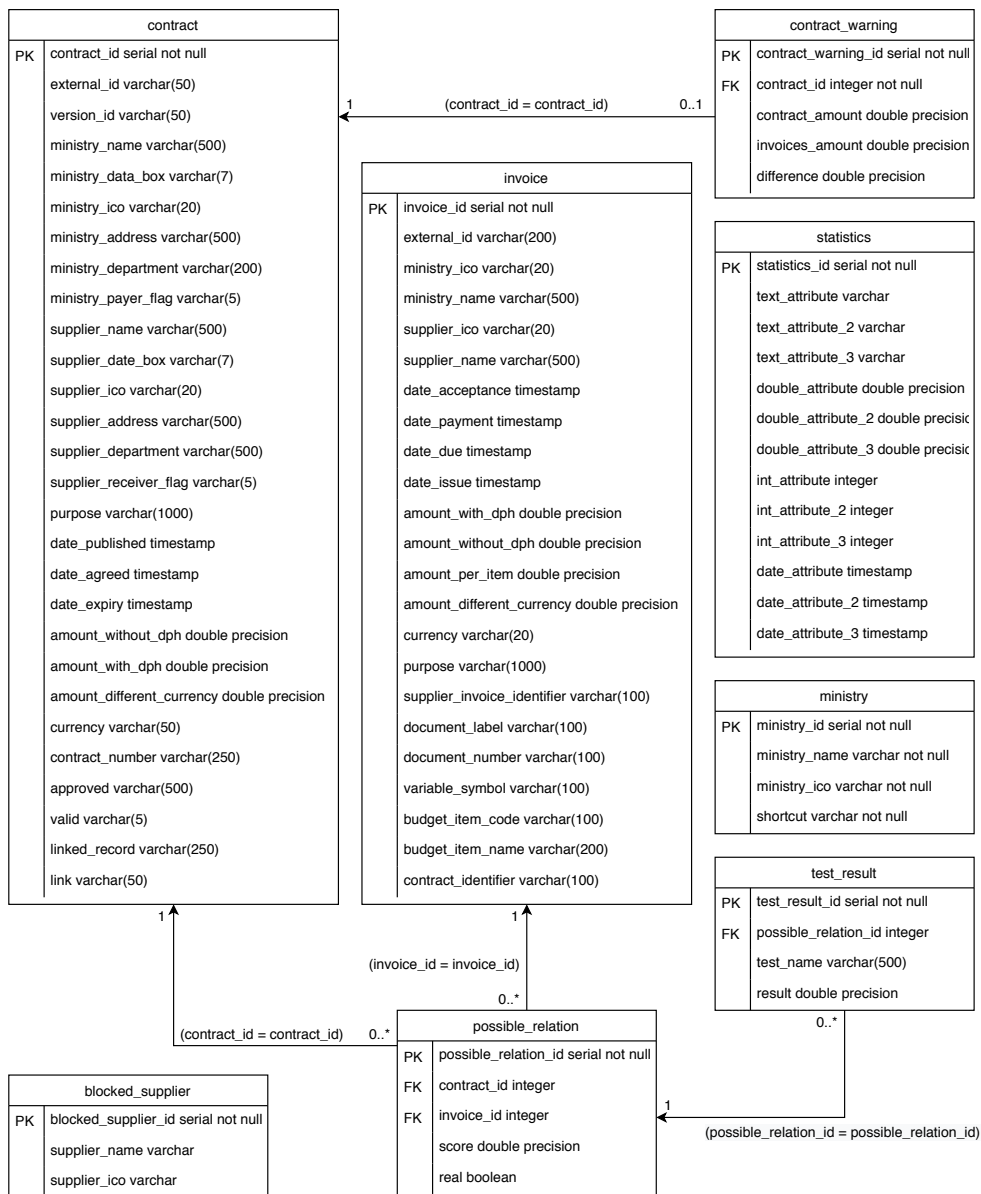 contract
PK contract_id serial not null
external_id varchar(50)
version_id varchar(50)
ministry_name varchar(500)
ministry_data_box varchar(7)
ministry_ico varchar(20)
ministry_address varchar(500)
ministry_department varchar(200)
ministry_payer_flag varchar(5)
supplier_name varchar(500)
supplier_date_box varchar(7)
supplier_ico varchar(20)
supplier_address varchar(500)
supplier_department varchar(500)
supplier_receiver_flag varchar(5)
purpose varchar(1000)
date_published timestamp
date_agreed timestamp
date_expiry timestamp
amount_without_dph double precision
amount_with_dph double precision
amount_different_currency double precision
currency varchar(50)
contract_number varchar(250)
approved varchar(500)
valid varchar(5)
linked_record varchar(250)
link varchar(50)
1 (contract_id = contract_id) 0..1
contract_warning
PK contract_warning_id serial not null
FK contract_id integer not null
contract_amount double precision
invoices_amount double precision
difference double precision
invoice
PK invoice_id serial not null
external_id varchar(200)
ministry_ico varchar(20)
ministry_name varchar(500)
supplier_ico varchar(20)
supplier_name varchar(500)
date_acceptance timestamp
date_payment timestamp
date_due timestamp
date_issue timestamp
amount_with_dph double precision
amount_without_dph double precision
amount_per_item double precision
amount_different_currency double precision
currency varchar(20)
purpose varchar(1000)
supplier_invoice_identifier varchar(100)
document_label varchar(100)
document_number varchar(100)
variable_symbol varchar(100)
budget_item_code varchar(100)
budget_item_name varchar(200)
contract_identifier varchar(100)
statistics
PK statistics_id serial not null
text_attribute varchar
text_attribute_2 varchar
text_attribute_3 varchar
double_attribute double precision
double_attribute_2 double precisic
double_attribute_3 double precisic
int_attribute integer
int_attribute_2 integer
int_attribute_3 integer
date_attribute timestamp
date_attribute_2 timestamp
date_attribute_3 timestamp
ministry
PK ministry_id serial not null
ministry_name varchar not null
ministry_ico varchar not null
shortcut varchar not null
test_result
PK test_result_id serial not null
FK possible_relation_id integer
test_name varchar(500)
result double precision
1
1
(invoice_id = invoice_id)
0..*
(contract_id = contract_id) 0..*
0..*
possible_relation
PK possible_relation_id serial not null
FK contract_id integer
FK invoice_id integer
score double precision
real boolean
1
(possible_relation_id = possible_relation_id)
blocked_supplier
PK blocked_supplier_id serial not null
supplier_name varchar
supplier_ico varchar